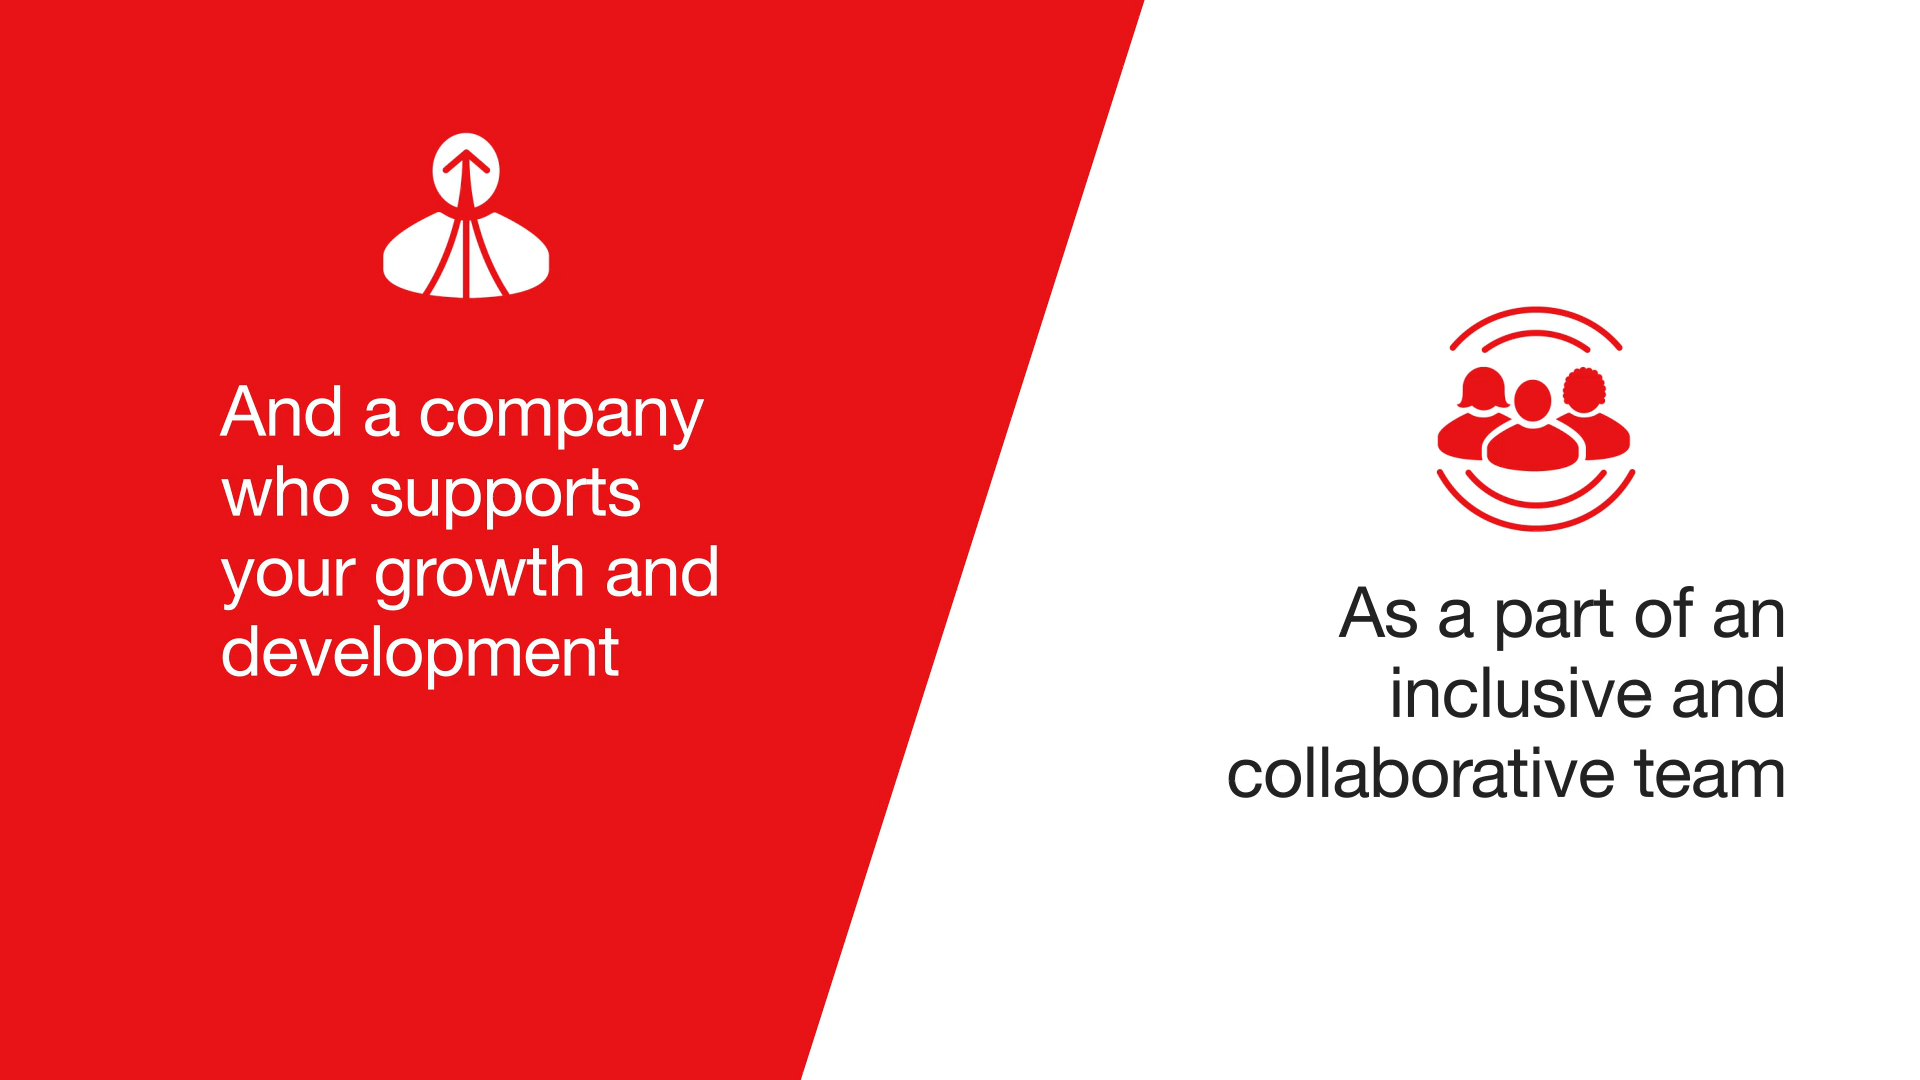 And a company
who supports
your growth and
development
As a part of an
inclusive and
collaborative team